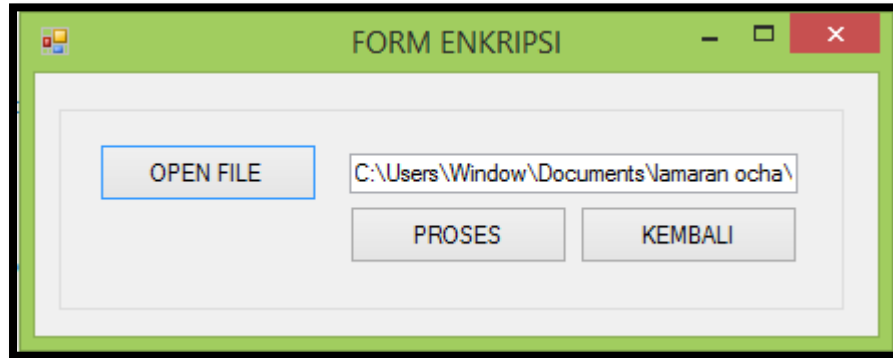 FORM ENKRIPSI
OPEN FILE
C:\Users\Window\Documents\lamaran ocha\
PROSES
KEMBALI